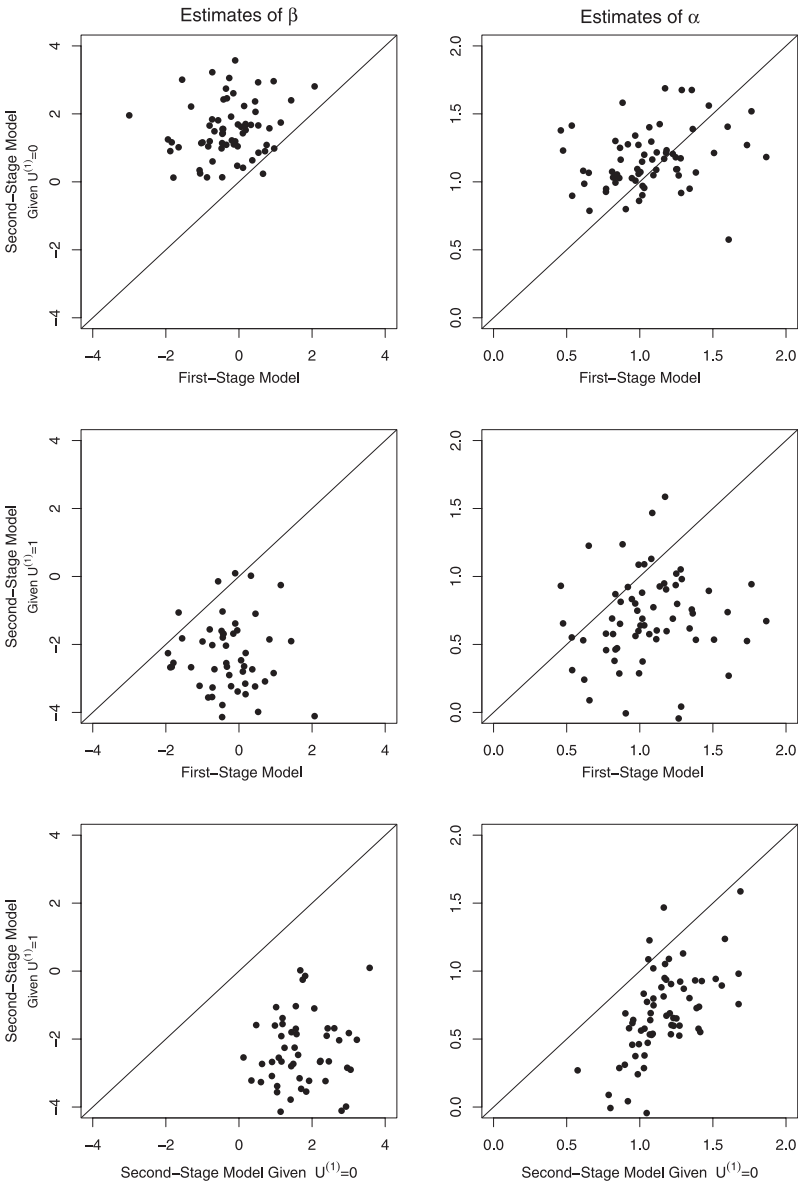 Estimates of β
Estimates of α
Second−Stage Model
Given U(1)=0
4
2
0
−2
−4
−4 −2 0 2 4
First−Stage Model
2.0
1.5
1.0
0.5
0.0
0.0 0.5 1.0 1.5 2.0
First−Stage Model
Second−Stage Model
Given U(1)=1
4
2
0
−2
−4
−4 −2 0 2 4
First−Stage Model
2.0
1.5
1.0
0.5
0.0
0.0 0.5 1.0 1.5 2.0
First−Stage Model
Second−Stage Model
Given U(1)=1
4
2
0
−2
−4
−4 −2 0 2 4
Second−Stage Model Given U(1)=0
2.0
1.5
1.0
0.5
0.0
0.0 0.5 1.0 1.5 2.0
Second−Stage Model Given U(1)=0